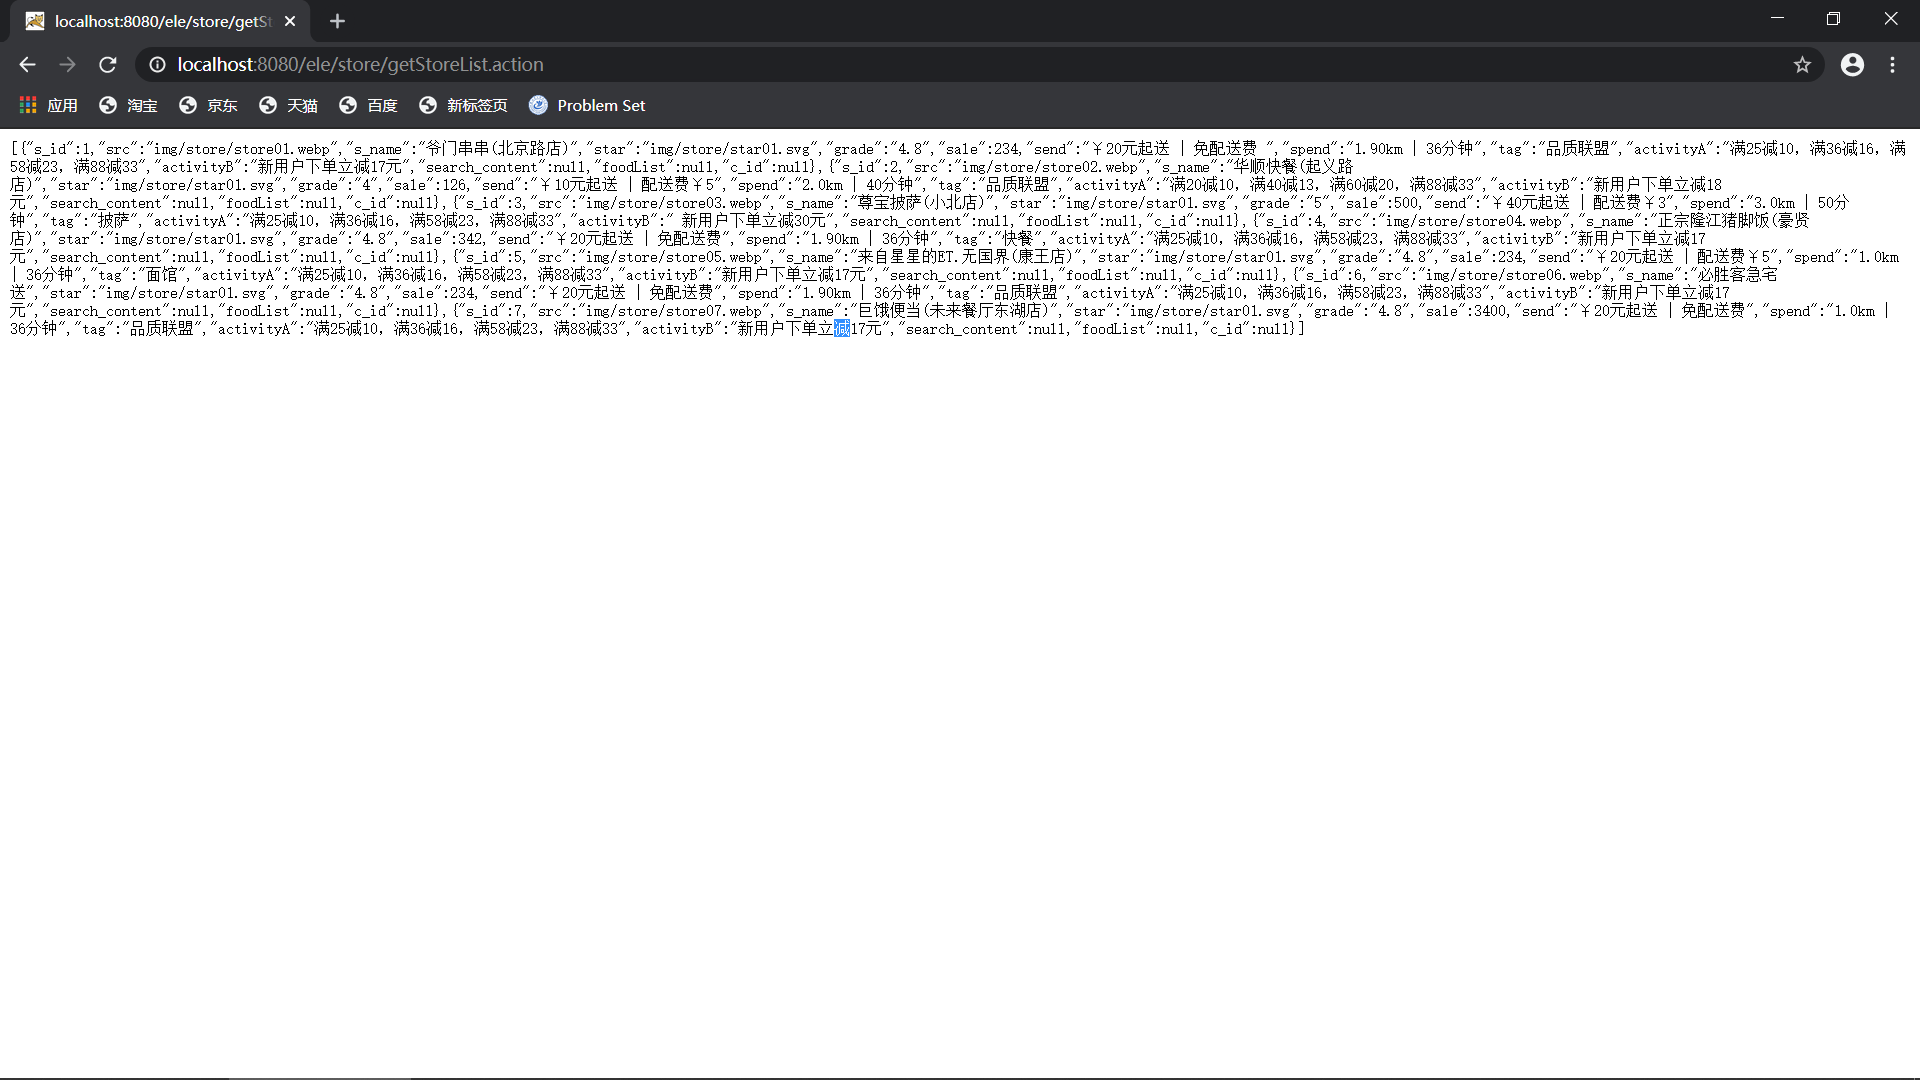 localhost:8080/ele/store/getSt
localhost:8080/ele/store/getStoreList.action
应用 淘宝 京东 天猫 百度 新标签页 Problem Set
[{"s_id":1,"src":"img/store/store01.webp","s_name":"爷门串串(北京路店)","star":"img/store/star01.svg","grade":"4.8","sale":234,"send":"￥20元起送 | 免配送费 ","spend":"1.90km | 36分钟","tag":"品质联盟","activityA":"满25减10，满36减16，满
58减23，满88减33","activityB":"新用户下单立减17元","search_content":null,"foodList":null,"c_id":null},{"s_id":2,"src":"img/store/store02.webp","s_name":"华顺快餐(起义路
店)","star":"img/store/star01.svg","grade":"4","sale":126,"send":"￥10元起送 | 配送费￥5","spend":"2.0km | 40分钟","tag":"品质联盟","activityA":"满20减10，满40减13，满60减20，满88减33","activityB":"新用户下单立减18
元","search_content":null,"foodList":null,"c_id":null},{"s_id":3,"src":"img/store/store03.webp","s_name":"尊宝披萨(小北店)","star":"img/store/star01.svg","grade":"5","sale":500,"send":"￥40元起送 | 配送费￥3","spend":"3.0km | 50分
钟","tag":"披萨","activityA":"满25减10，满36减16，满58减23，满88减33","activityB":" 新用户下单立减30元","search_content":null,"foodList":null,"c_id":null},{"s_id":4,"src":"img/store/store04.webp","s_name":"正宗隆江猪脚饭(豪贤
店)","star":"img/store/star01.svg","grade":"4.8","sale":342,"send":"￥20元起送 | 免配送费","spend":"1.90km | 36分钟","tag":"快餐","activityA":"满25减10，满36减16，满58减23，满88减33","activityB":"新用户下单立减17
元","search_content":null,"foodList":null,"c_id":null},{"s_id":5,"src":"img/store/store05.webp","s_name":"来自星星的ET.无国界(康王店)","star":"img/store/star01.svg","grade":"4.8","sale":234,"send":"￥20元起送 | 配送费￥5","spend":"1.0km
| 36分钟","tag":"面馆","activityA":"满25减10，满36减16，满58减23，满88减33","activityB":"新用户下单立减17元","search_content":null,"foodList":null,"c_id":null},{"s_id":6,"src":"img/store/store06.webp","s_name":"必胜客急宅
送","star":"img/store/star01.svg","grade":"4.8","sale":234,"send":"￥20元起送 | 免配送费","spend":"1.90km | 36分钟","tag":"品质联盟","activityA":"满25减10，满36减16，满58减23，满88减33","activityB":"新用户下单立减17
元","search_content":null,"foodList":null,"c_id":null},{"s_id":7,"src":"img/store/store07.webp","s_name":"巨饿便当(未来餐厅东湖店)","star":"img/store/star01.svg","grade":"4.8","sale":3400,"send":"￥20元起送 | 免配送费","spend":"1.0km |
36分钟","tag":"品质联盟","activityA":"满25减10，满36减16，满58减23，满88减33","activityB":"新用户下单立减17元","search_content":null,"foodList":null,"c_id":null}]